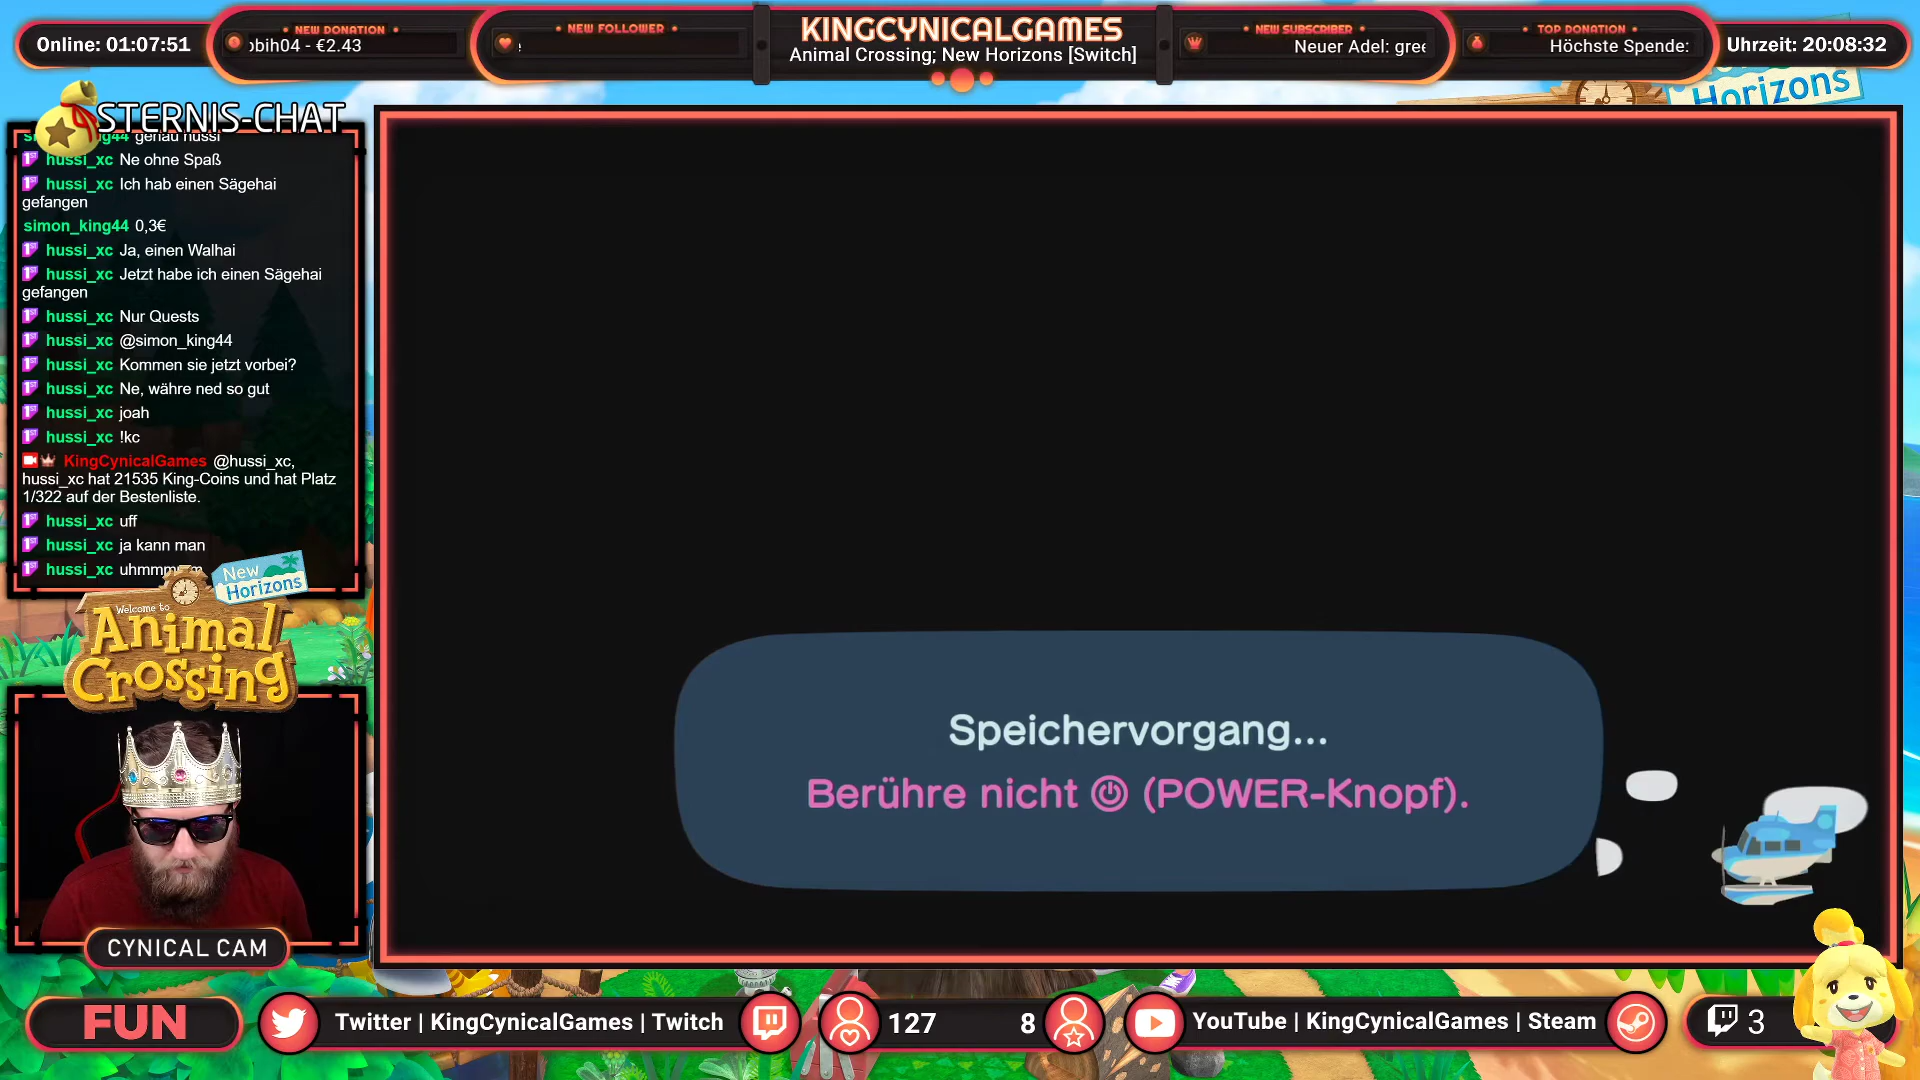 Online: 01:07:51
NEW DONATION
obih04 - €2.43
NEW FOLLOWER
KINGCYNICALGAMES
Animal Crossing; New Horizons [Switch]
NEW SUBSCRIBER
Neuer Adel: gree
TOP DONATION
Höchste Spende:
Uhrzeit: 20:08:32
Horizons
STERNIS-CHAT
genau hussi
hussi_xc Ne ohne Spaß
hussi_xc Ich hab einen Sägehai
gefangen
simon_king44 0,3€
hussi_xc Ja, einen Walhai
hussi_xc Jetzt habe ich einen Sägehai
gefangen
hussi_xc Nur Quests
hussi_xc @simon_king44
hussi_xc Kommen sie jetzt vorbei?
hussi_xc Ne, währe ned so gut
hussi_xc joah
hussi_xc !kc
KingCynicalGames @hussi_xc,
hussi_xc hat 21535 King-Coins und hat Platz
1/322 auf der Bestenliste.
hussi_xc uff
hussi_xc ja kann man
hussi_xc
New
Horizons
Welcome to
Animal
Crossing
Speichervorgang...
Berühre nicht (POWER-Knopf).
CYNICAL CAM
FUN
Twitter | KingCynicalGames | Twitch
127
8
YouTube | KingCynicalGames | Steam
3